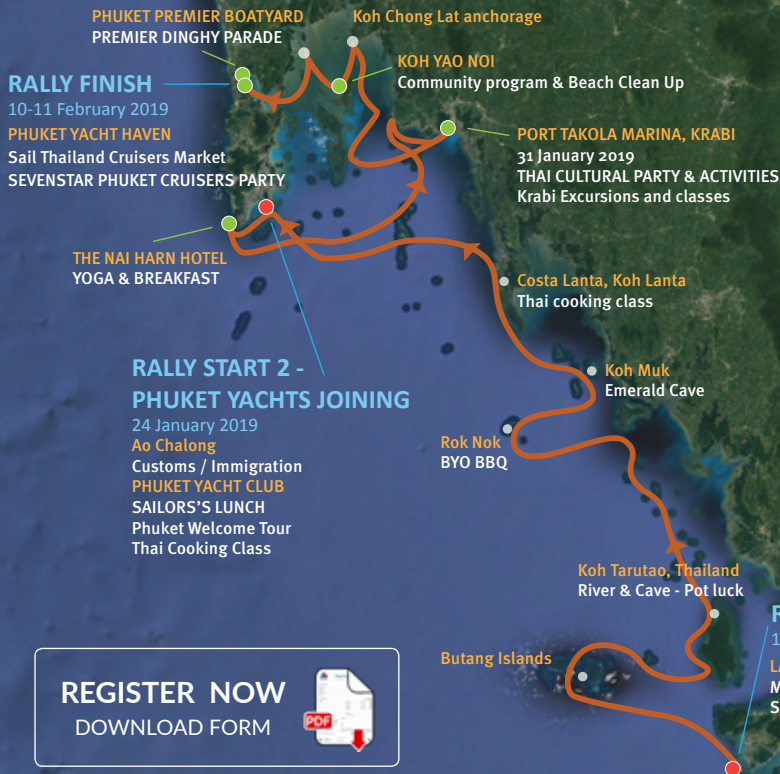 PHUKET PREMIER BOATYARD
PREMIER DINGHY PARADE
Koh Chong Lat anchorage
KOH YAO NOI
Community program & Beach Clean Up
RALLY FINISH
10-11 February 2019
PHUKET YACHT HAVEN
Sail Thailand Cruisers Market
SEVENSTAR PHUKET CRUISERS PARTY
PORT TAKOLA MARINA, KRABI
31 January 2019
THAI CULTURAL PARTY & ACTIVITIES
Krabi Excursions and classes
THE NAI HARN HOTEL
YOGA & BREAKFAST
Costa Lanta, Koh Lanta
Thai cooking class
RALLY START 2 -
PHUKET YACHTS JOINING
24 January 2019
Ao Chalong
Customs / Immigration
PHUKET YACHT CLUB
SAILORS'S LUNCH
Phuket Welcome Tour
Thai Cooking Class
Koh Muk
Emerald Cave
Rok Nok
BYO BBQ
Koh Tarutao, Thailand
River & Cave - Pot luck
Butang Islands
REGISTER NOW
DOWNLOAD FORM
PDF